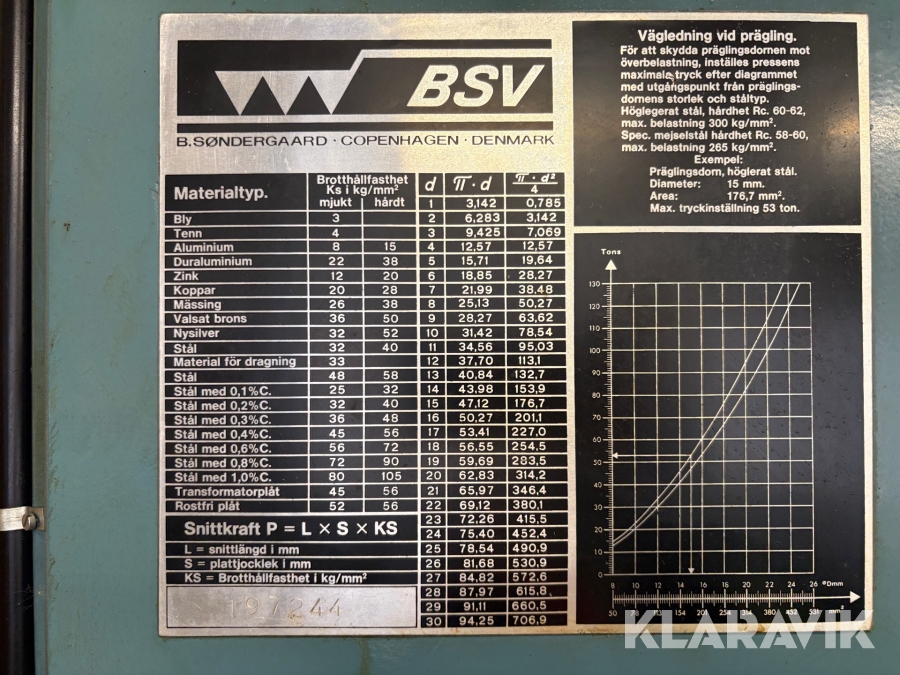 BSV
B.SØNDERGAARD · COPENHAGEN · DENMARK
Materialtyp. Brotthållfasthet Ks i kg/mm² mjukt hårdt
Bly 3
Tenn 4
Aluminium 8 15
Duraluminium 22 38
Zink 12 20
Koppar 20 28
Mässing 26 38
Valsat brons 36 50
Nysilver 32 52
Stål 32 40
Material för dragning 33
Stål 48 58
Stål med 0,1%C. 25 32
Stål med 0,2%C. 32 40
Stål med 0,3%C. 36 48
Stål med 0,4%C. 45 56
Stål med 0,6%C. 56 72
Stål med 0,8%C. 72 90
Stål med 1,0%C. 80 105
Transformatorplåt 45 56
Rostfri plåt 52 56
Snittkraft P = L × S × KS
L = snittlängd i mm
S = plattjocklek i mm
KS = Brotthållfasthet i kg/mm²
197244
d π·d π·d²/4
1 3,142 0,785
2 6,283 3,142
3 9,425 7,069
4 12,57 12,57
5 15,71 19,64
6 18,85 28,27
7 21,99 38,48
8 25,13 50,27
9 28,27 63,62
10 31,42 78,54
11 34,56 95,03
12 37,70 113,1
13 40,84 132,7
14 43,98 153,9
15 47,12 176,7
16 50,27 201,1
17 53,41 227,0
18 56,55 254,5
19 59,69 283,5
20 62,83 314,2
21 65,97 346,4
22 69,12 380,1
23 72,26 415,5
24 75,40 452,4
25 78,54 490,9
26 81,68 530,9
27 84,82 572,6
28 87,97 615,8
29 91,11 660,5
30 94,25 706,9
Vägledning vid prägling.
För att skydda präglingsdornen mot
överbelastning, inställes pressens
maximala tryck efter diagrammet
med utgångspunkt från präglings-
dornens storlek och ståltyp.
Höglegerat stål, hårdhet Rc. 60-62,
max. belastning 300 kg/mm².
Spec. mejselstål hårdhet Rc. 58-60,
max. belastning 265 kg/mm².
Exempel:
Präglingsdorn, höglerat stål.
Diameter: 15 mm.
Area: 176,7 mm².
Max. tryckinställning 53 ton.
Tons
130
120
110
100
90
80
70
60
50
40
30
20
10
0
8 10 12 14 16 18 20 22 24 26 ⌀Dmm
50 78 113 154 201 254 314 380 452 531 mm²
KLARAVIK